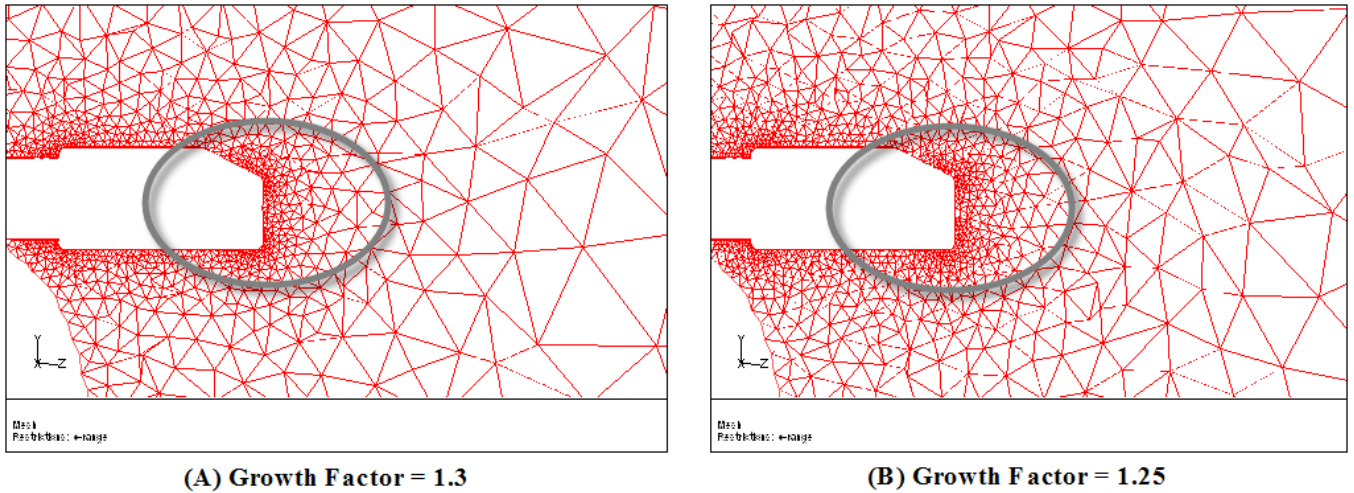 Y
X Z
Mesh
Restrictions: x-range
(A) Growth Factor = 1.3
Y
X Z
Mesh
Restrictions: x-range
(B) Growth Factor = 1.25